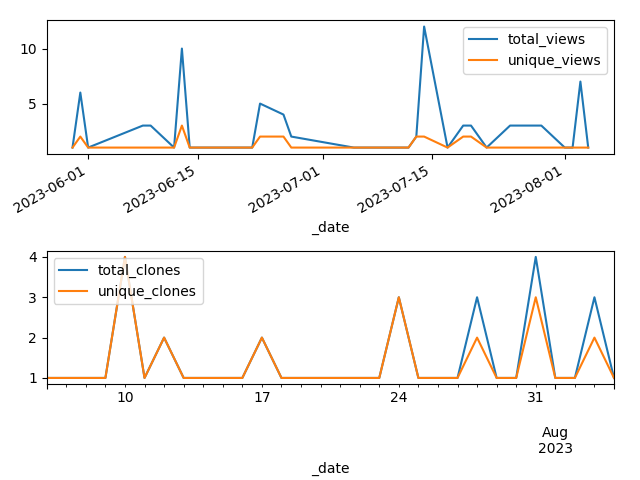 10
5
total_views
unique_views
2023-06-01
2023-06-15
2023-07-01
2023-07-15
2023-08-01
_date
4
3
2
1
total_clones
unique_clones
10
17
24
31
Aug
2023
_date